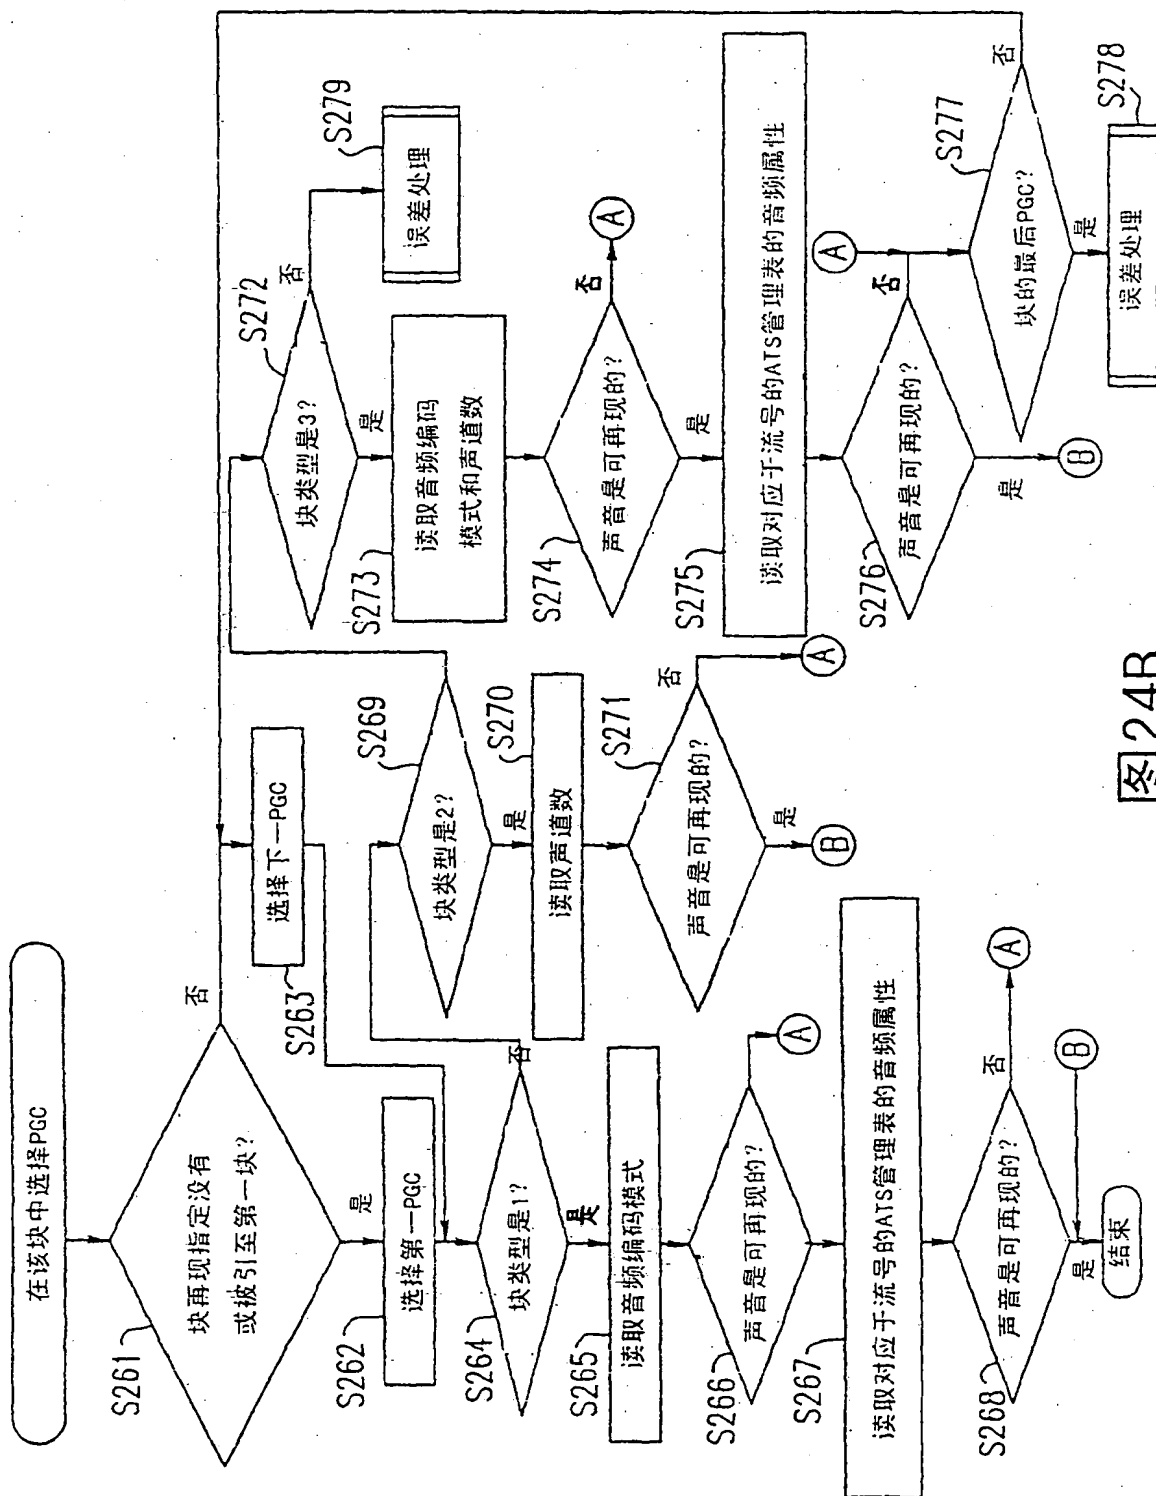 在该块中选择PGC
S261
块再现指定没有
或被引至第一块?
否
是
S262
选择第一PGC
S263
选择下一PGC
S264
块类型是1?
否
是
S265
读取音频编码模式
S266
声音是可再现的?
A
S267
读取对应于流号的ATS管理表的音频属性
S268
声音是可再现的?
否
A
是
B
结束
S269
块类型是2?
是
S270
读取声道数
S271
声音是可再现的?
否
A
是
B
S272
块类型是3?
否
是
S279
误差处理
S273
读取音频编码
模式和声道数
S274
声音是可再现的?
否
A
是
S275
读取对应于流号的ATS管理表的音频属性
S276
声音是可再现的?
否
A
是
B
S277
块的最后PGC?
否
是
S278
误差处理
图24B